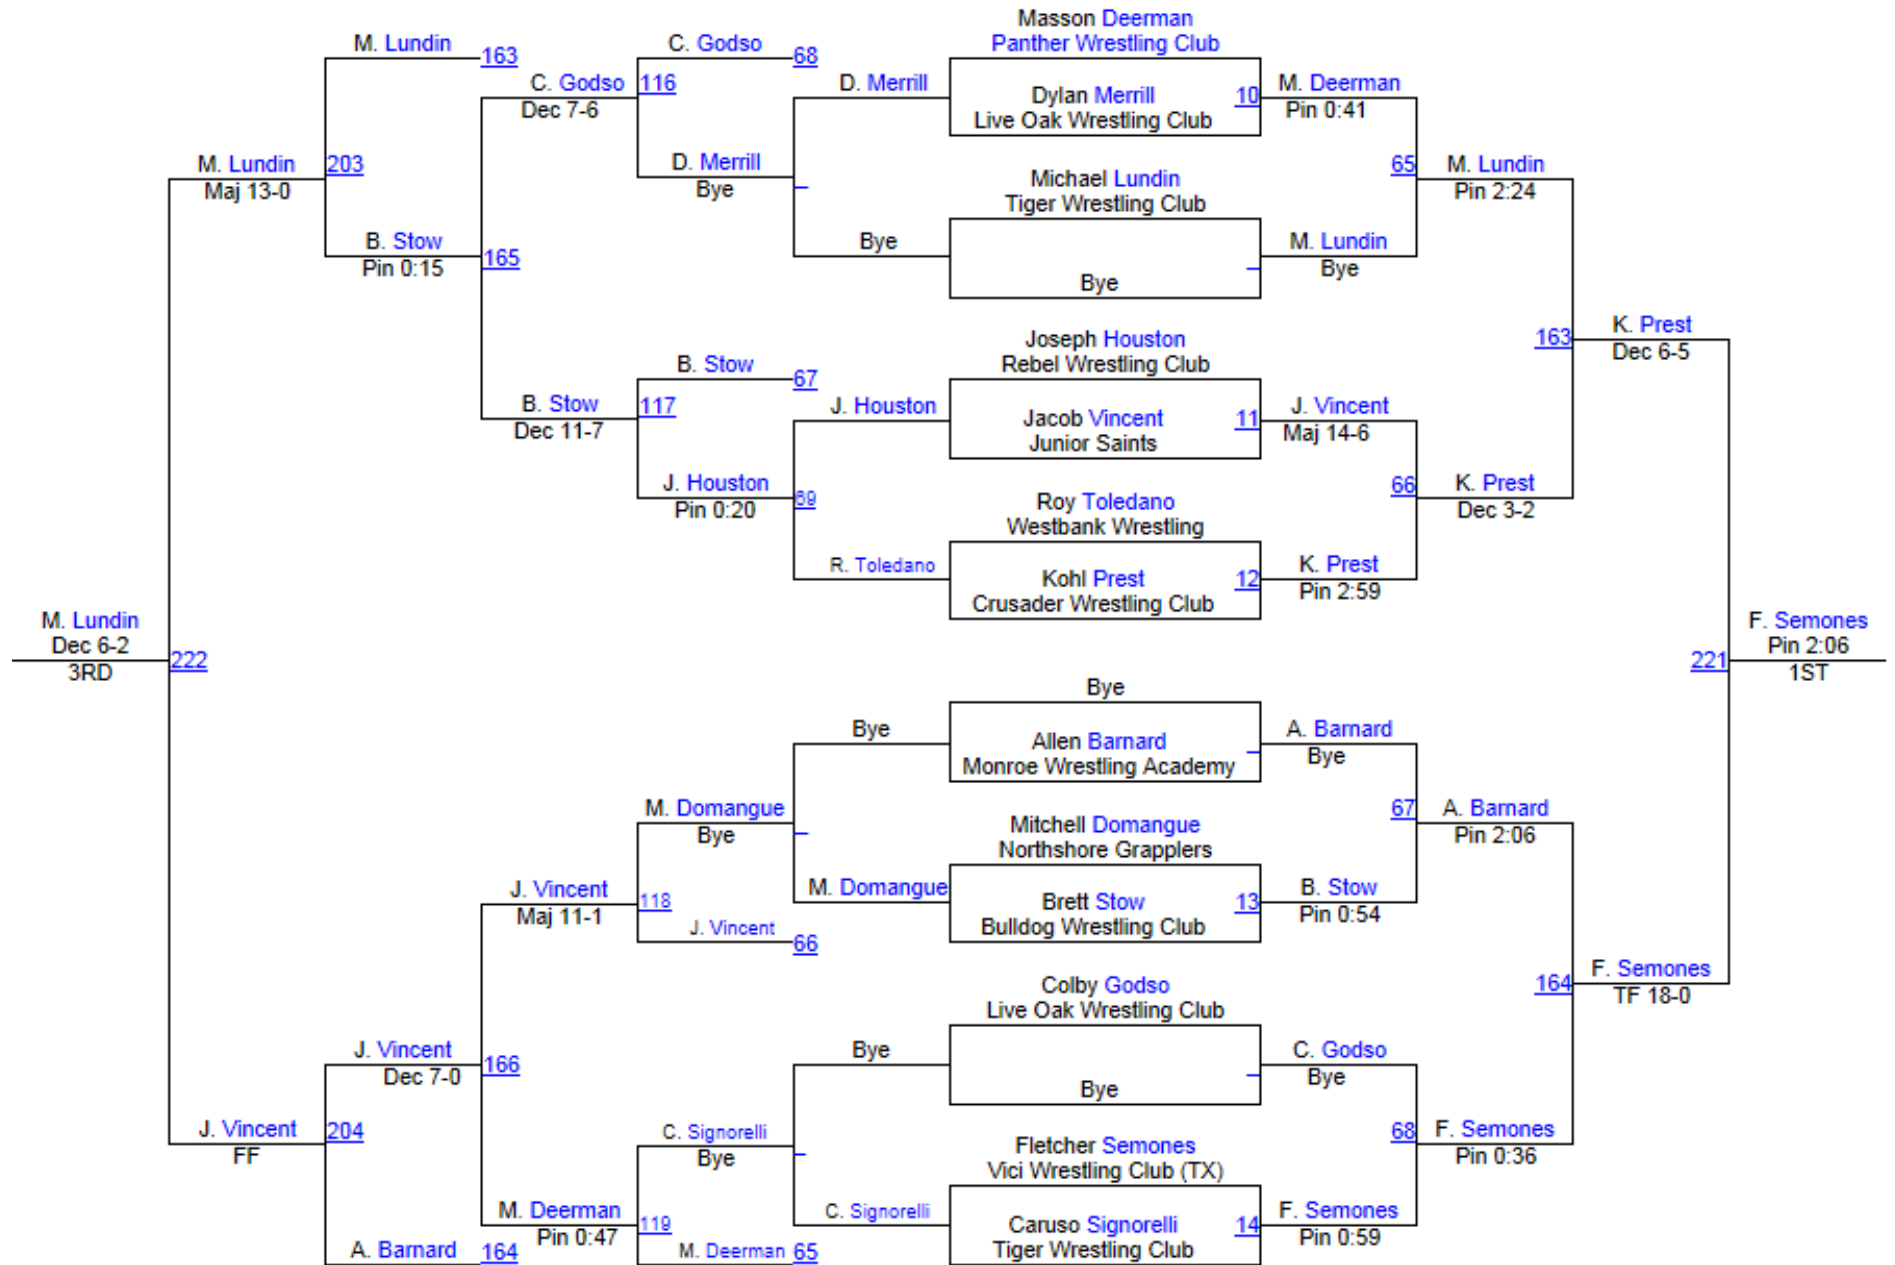 Masson Deerman
M. Lundin
C. Godso
Panther Wrestling Club
163
68
C. Godso
116
D. Merrill
M. Deerman
Dec 7-6
Dylan Merrill
10
Pin 0:41
Live Oak Wrestling Club
M. Lundin
203
D. Merrill
65
M. Lundin
Maj 13-0
Bye
Michael Lundin
Pin 2:24
Tiger Wrestling Club
B. Stow
Bye
M. Lundin
Pin 0:15
165
Bye
Bye
K. Prest
163
Dec 6-5
Joseph Houston
B. Stow
Rebel Wrestling Club
67
B. Stow
117
J. Houston
J. Vincent
Dec 11-7
Jacob Vincent
11
Maj 14-6
Junior Saints
J. Houston
69
66
K. Prest
Pin 0:20
Roy Toledano
Dec 3-2
Westbank Wrestling
R. Toledano
K. Prest
Kohl Prest
12
Pin 2:59
Crusader Wrestling Club
M. Lundin
F. Semones
Dec 6-2
Pin 2:06
222
221
3RD
1ST
Bye
Bye
A. Barnard
Allen Barnard
Bye
Monroe Wrestling Academy
M. Domangue
67
A. Barnard
Bye
Mitchell Domangue
Pin 2:06
Northshore Grapplers
J. Vincent
M. Domangue
B. Stow
Maj 11-1
118
Brett Stow
13
Pin 0:54
J. Vincent
Bulldog Wrestling Club
66
F. Semones
164
TF 18-0
Colby Godso
Live Oak Wrestling Club
J. Vincent
Bye
C. Godso
Dec 7-0
166
Bye
Bye
J. Vincent
204
C. Signorelli
68
F. Semones
FF
Bye
Fletcher Semones
Pin 0:36
Vici Wrestling Club (TX)
M. Deerman
C. Signorelli
F. Semones
Pin 0:47
119
Caruso Signorelli
14
Pin 0:59
A. Barnard
164
M. Deerman
65
Tiger Wrestling Club